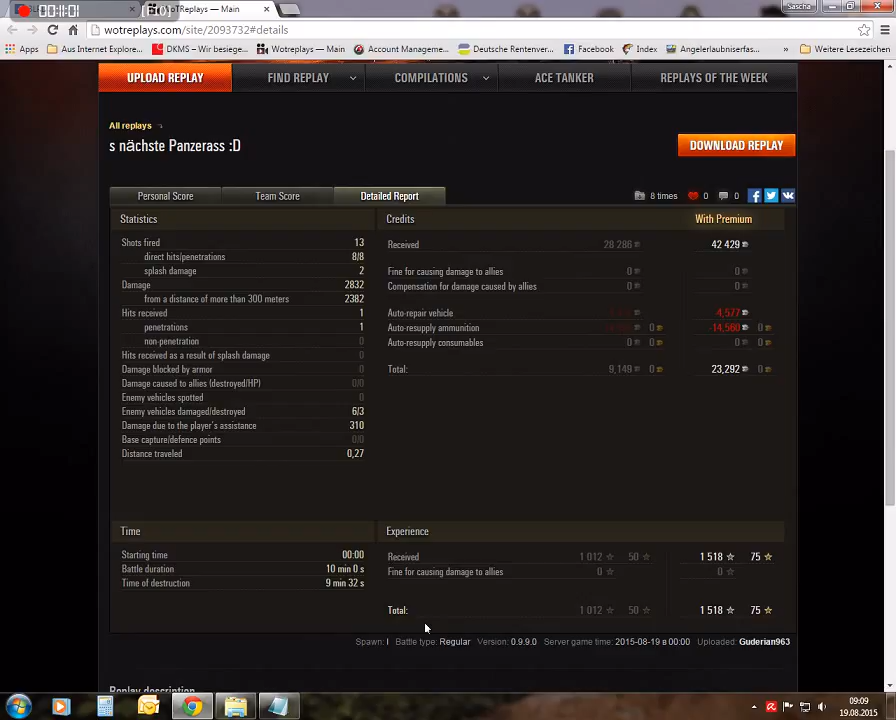 00:11:01
[F10]
oTReplays — Main
Sascha
wotreplays.com/site/2093732#details
Apps
Aus Internet Explore...
DKMS – Wir besiege...
Wotreplays — Main
Account Manageme...
Deutsche Rentenver...
Facebook
Index
Angelerlaubniserfas...
»
Weitere Lesezeichen
UPLOAD REPLAY
FIND REPLAY
COMPILATIONS
ACE TANKER
REPLAYS OF THE WEEK
All replays
s nächste Panzerass :D
DOWNLOAD REPLAY
Personal Score
Team Score
Detailed Report
8 times
0
0
Statistics
Shots fired 13
direct hits/penetrations 8/8
splash damage 2
Damage 2832
from a distance of more than 300 meters 2382
Hits received 1
penetrations 1
non-penetration 0
Hits received as a result of splash damage 0
Damage blocked by armor 0
Damage caused to allies (destroyed/HP) 0/0
Enemy vehicles spotted 0
Enemy vehicles damaged/destroyed 6/3
Damage due to the player's assistance 310
Base capture/defence points 0/0
Distance traveled 0,27
Credits With Premium
Received 28 286 42 429
Fine for causing damage to allies 0 0
Compensation for damage caused by allies 0 0
Auto-repair vehicle 4,577
Auto-resupply ammunition 0 -14,560 0
Auto-resupply consumables 0 0 0 0
Total: 9,149 0 23,292 0
Time
Starting time 00:00
Battle duration 10 min 0 s
Time of destruction 9 min 32 s
Experience
Received 1 012 50 1 518 75
Fine for causing damage to allies 0 0
Total: 1 012 50 1 518 75
Spawn: I Battle type: Regular Version: 0.9.9.0 Server game time: 2015-08-19 в 00:00 Uploaded: Guderian963
Replay description
09:09
19.08.2015